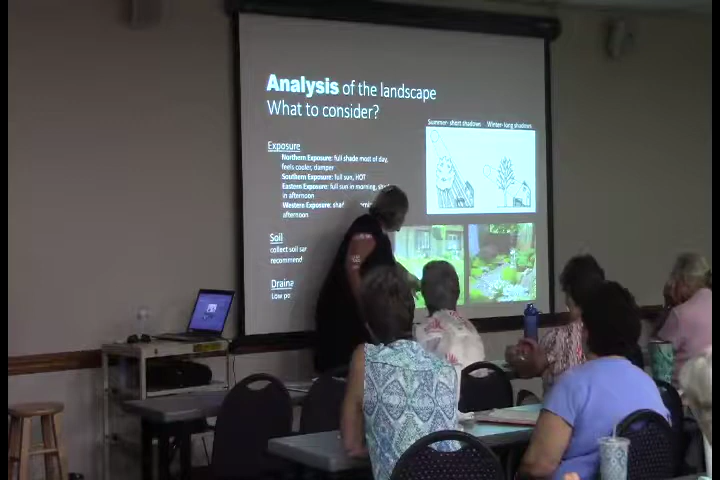 Analysis of the landscape
What to consider?
Summer- short shadows Winter- long shadows
Exposure
Northern Exposure: full shade most of day,
feels cooler, damper
Southern Exposure: full sun, HOT
Eastern Exposure: full sun in morning,
in afternoon
Western Exposure:
afternoon
Soil
collect soil
recommend
Low